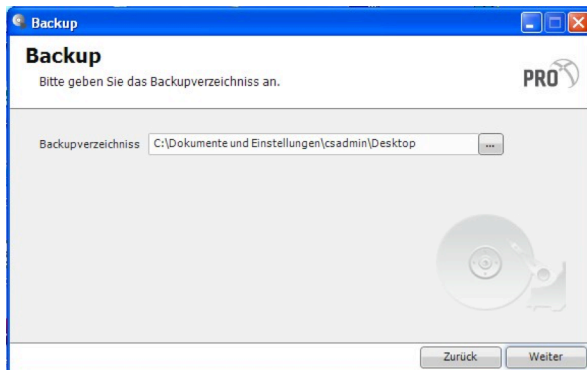 Backup
Backup
Bitte geben Sie das Backupverzeichniss an.
PRO
Backupverzeichniss C:\Dokumente und Einstellungen\csadmin\Desktop ...
Zurück Weiter